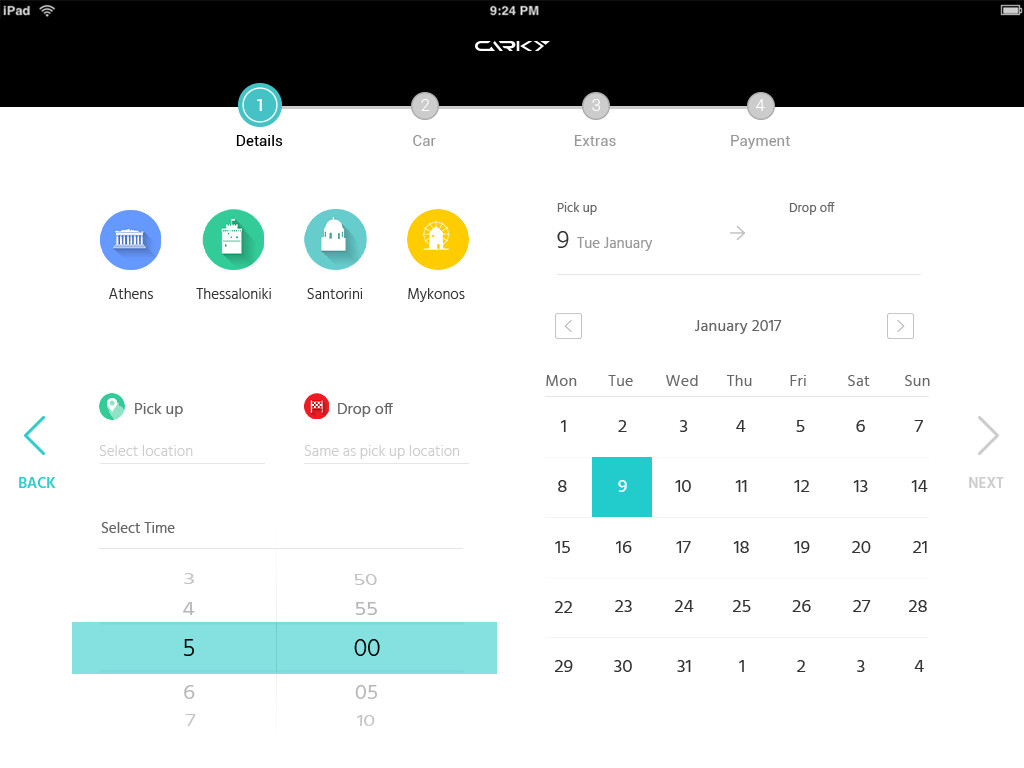 iPad 9:24 PM
CARKY
1 2 3 4
Details Car Extras Payment
Athens Thessaloniki Santorini Mykonos
Pick up Drop off
9 Tue January
January 2017
Mon Tue Wed Thu Fri Sat Sun
1 2 3 4 5 6 7
8 9 10 11 12 13 14
15 16 17 18 19 20 21
22 23 24 25 26 27 28
29 30 31 1 2 3 4
Pick up Drop off
Select location Same as pick up location
BACK
NEXT
Select Time
3 50
4 55
5 00
6 05
7 10